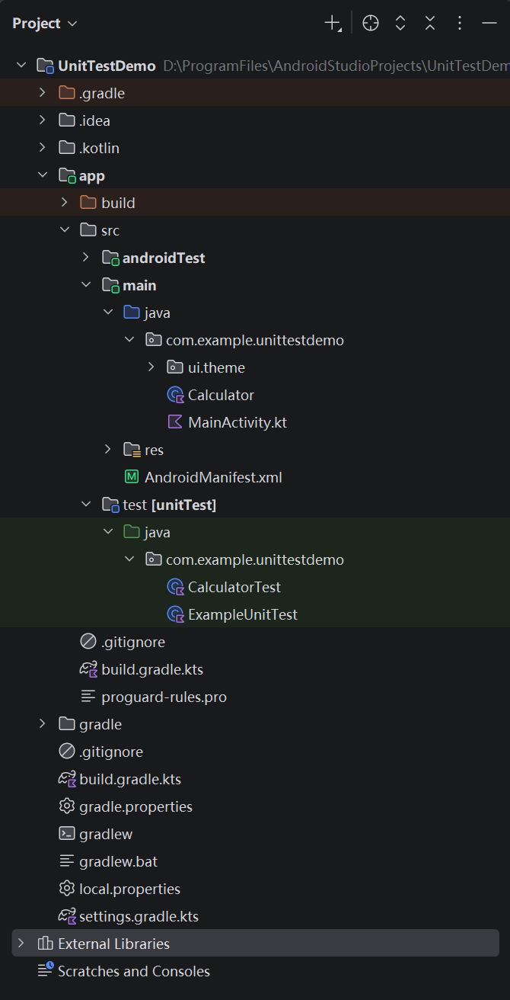 Project
UnitTestDemo D:\ProgramFiles\AndroidStudioProjects\UnitTestDem
.gradle
.idea
.kotlin
app
build
src
androidTest
main
java
com.example.unittestdemo
ui.theme
Calculator
MainActivity.kt
res
AndroidManifest.xml
test [unitTest]
java
com.example.unittestdemo
CalculatorTest
ExampleUnitTest
.gitignore
build.gradle.kts
proguard-rules.pro
gradle
.gitignore
build.gradle.kts
gradle.properties
gradlew
gradlew.bat
local.properties
settings.gradle.kts
External Libraries
Scratches and Consoles